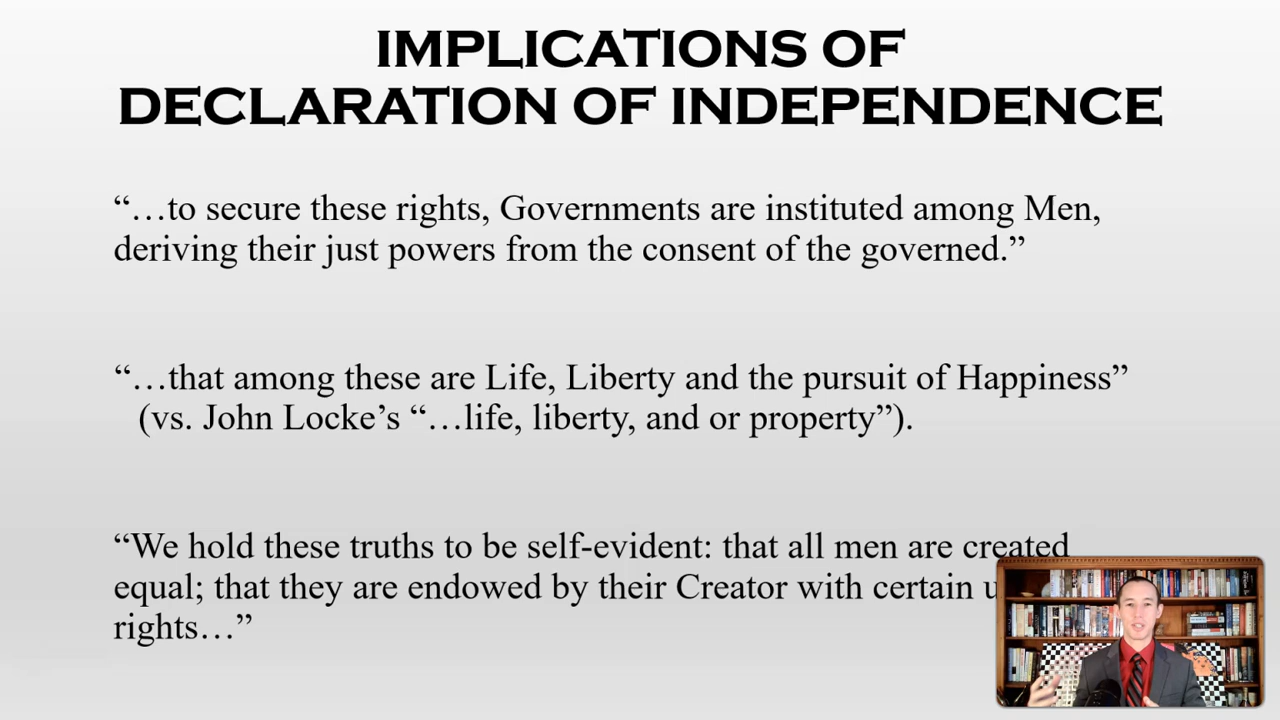 IMPLICATIONS OF
DECLARATION OF INDEPENDENCE
“…to secure these rights, Governments are instituted among Men,
deriving their just powers from the consent of the governed.”
“…that among these are Life, Liberty and the pursuit of Happiness”
(vs. John Locke’s “…life, liberty, and or property”).
“We hold these truths to be self-evident: that all men are created
equal; that they are endowed by their Creator with certain
rights…”